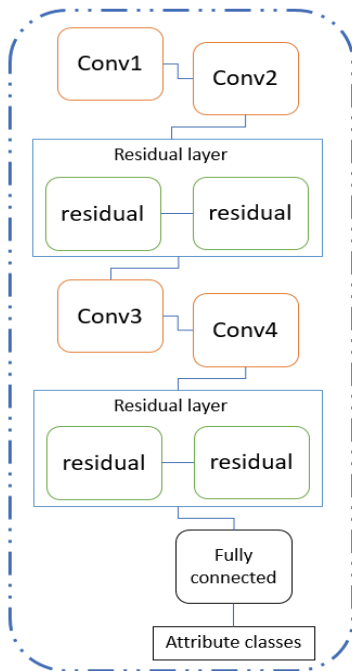 Conv1
Conv2
Residual layer
residual
residual
Conv3
Conv4
Residual layer
residual
residual
Fully
connected
Attribute classes